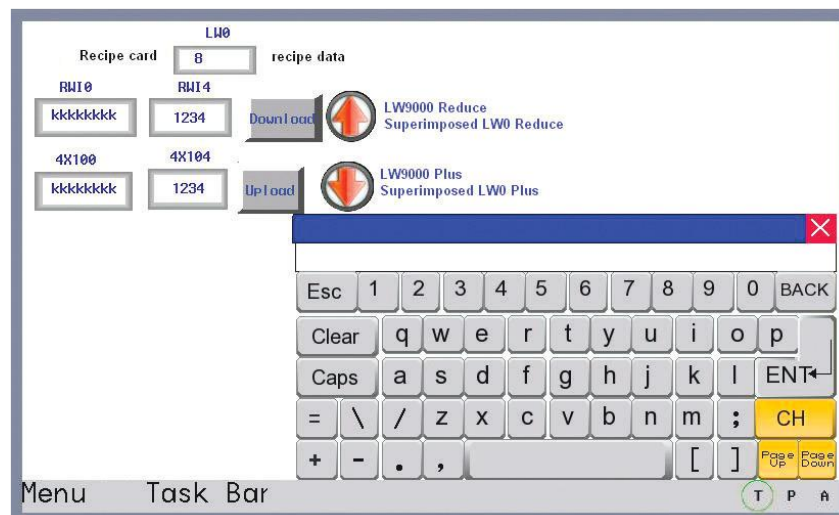 LW0
Recipe card 8 recipe data
RWI0 RWI4
kkkkkkkk 1234 Download LW9000 Reduce
Superimposed LW0 Reduce
4X100 4X104
kkkkkkkk 1234 Upload LW9000 Plus
Superimposed LW0 Plus
Esc 1 2 3 4 5 6 7 8 9 0 BACK
Clear q w e r t y u i o p
Caps a s d f g h j k l ENT
= \ / z x c v b n m ; CH
+ - . , [ ] Page Up Page Down
Menu Task Bar T P A